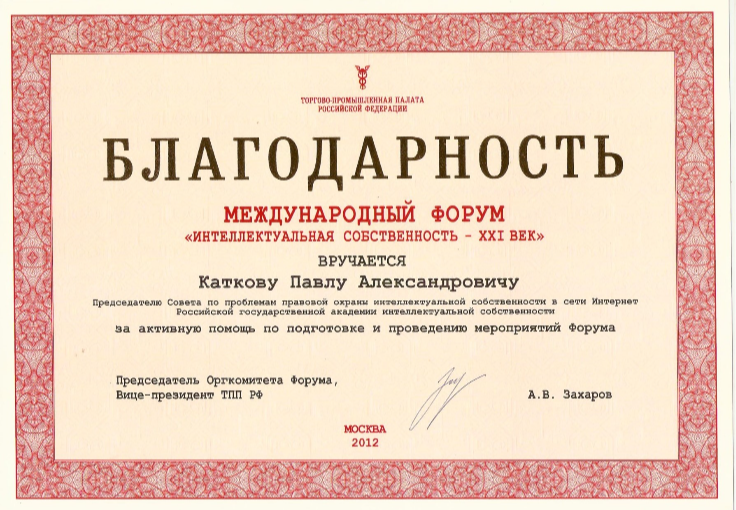 ТОРГОВО-ПРОМЫШЛЕННАЯ ПАЛАТА
РОССИЙСКОЙ ФЕДЕРАЦИИ
БЛАГОДАРНОСТЬ
МЕЖДУНАРОДНЫЙ ФОРУМ
«ИНТЕЛЛЕКТУАЛЬНАЯ СОБСТВЕННОСТЬ – XXI ВЕК»
ВРУЧАЕТСЯ
Каткову Павлу Александровичу
Председателю Совета по проблемам правовой охраны интеллектуальной собственности в сети Интернет
Российской государственной академии интеллектуальной собственности
за активную помощь по подготовке и проведению мероприятий Форума
Председатель Оргкомитета Форума,
Вице-президент ТПП РФ
А.В. Захаров
МОСКВА
2012